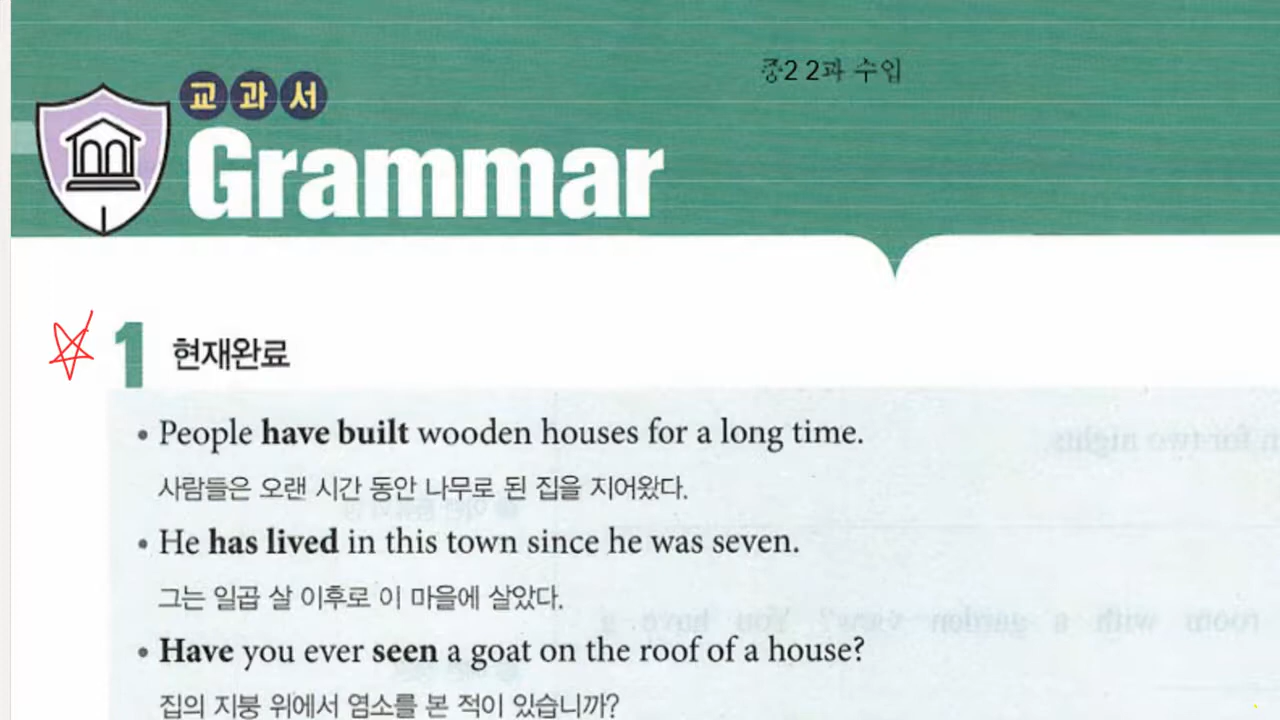 중2 2과 수입
교과서
Grammar
1 현재완료
• People have built wooden houses for a long time.
사람들은 오랜 시간 동안 나무로 된 집을 지어왔다.
• He has lived in this town since he was seven.
그는 일곱 살 이후로 이 마을에 살았다.
• Have you ever seen a goat on the roof of a house?
집의 지붕 위에서 염소를 본 적이 있습니까?